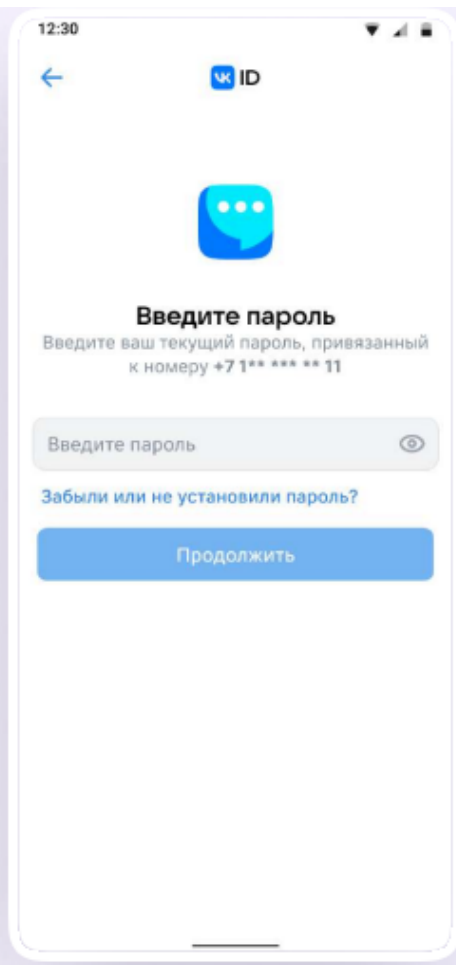 12:30
VK ID
Введите пароль
Введите ваш текущий пароль, привязанный
к номеру +7 1** *** ** 11
Введите пароль
Забыли или не установили пароль?
Продолжить